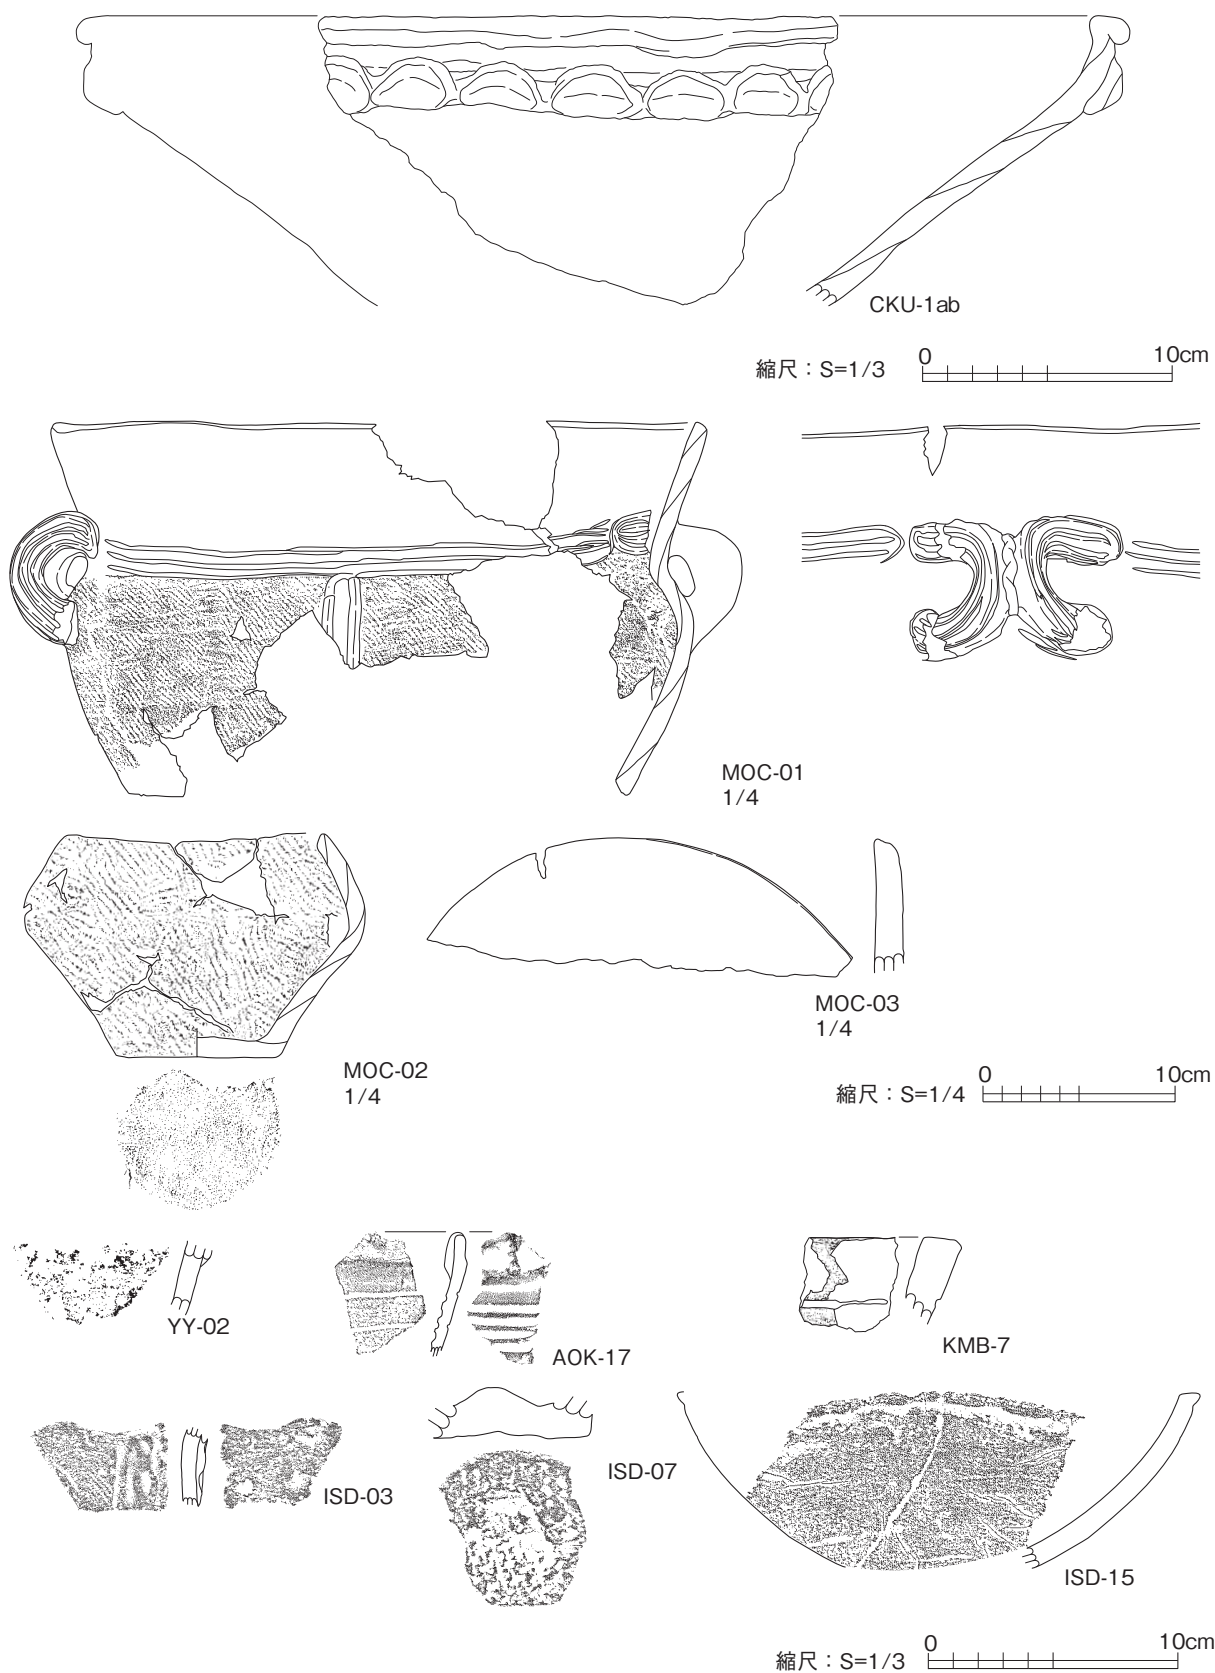 CKU-1ab
縮尺：S=1/3 0 10cm
MOC-01
1/4
MOC-02
1/4
MOC-03
1/4
縮尺：S=1/4 0 10cm
YY-02
AOK-17
KMB-7
ISD-03
ISD-07
ISD-15
縮尺：S=1/3 0 10cm